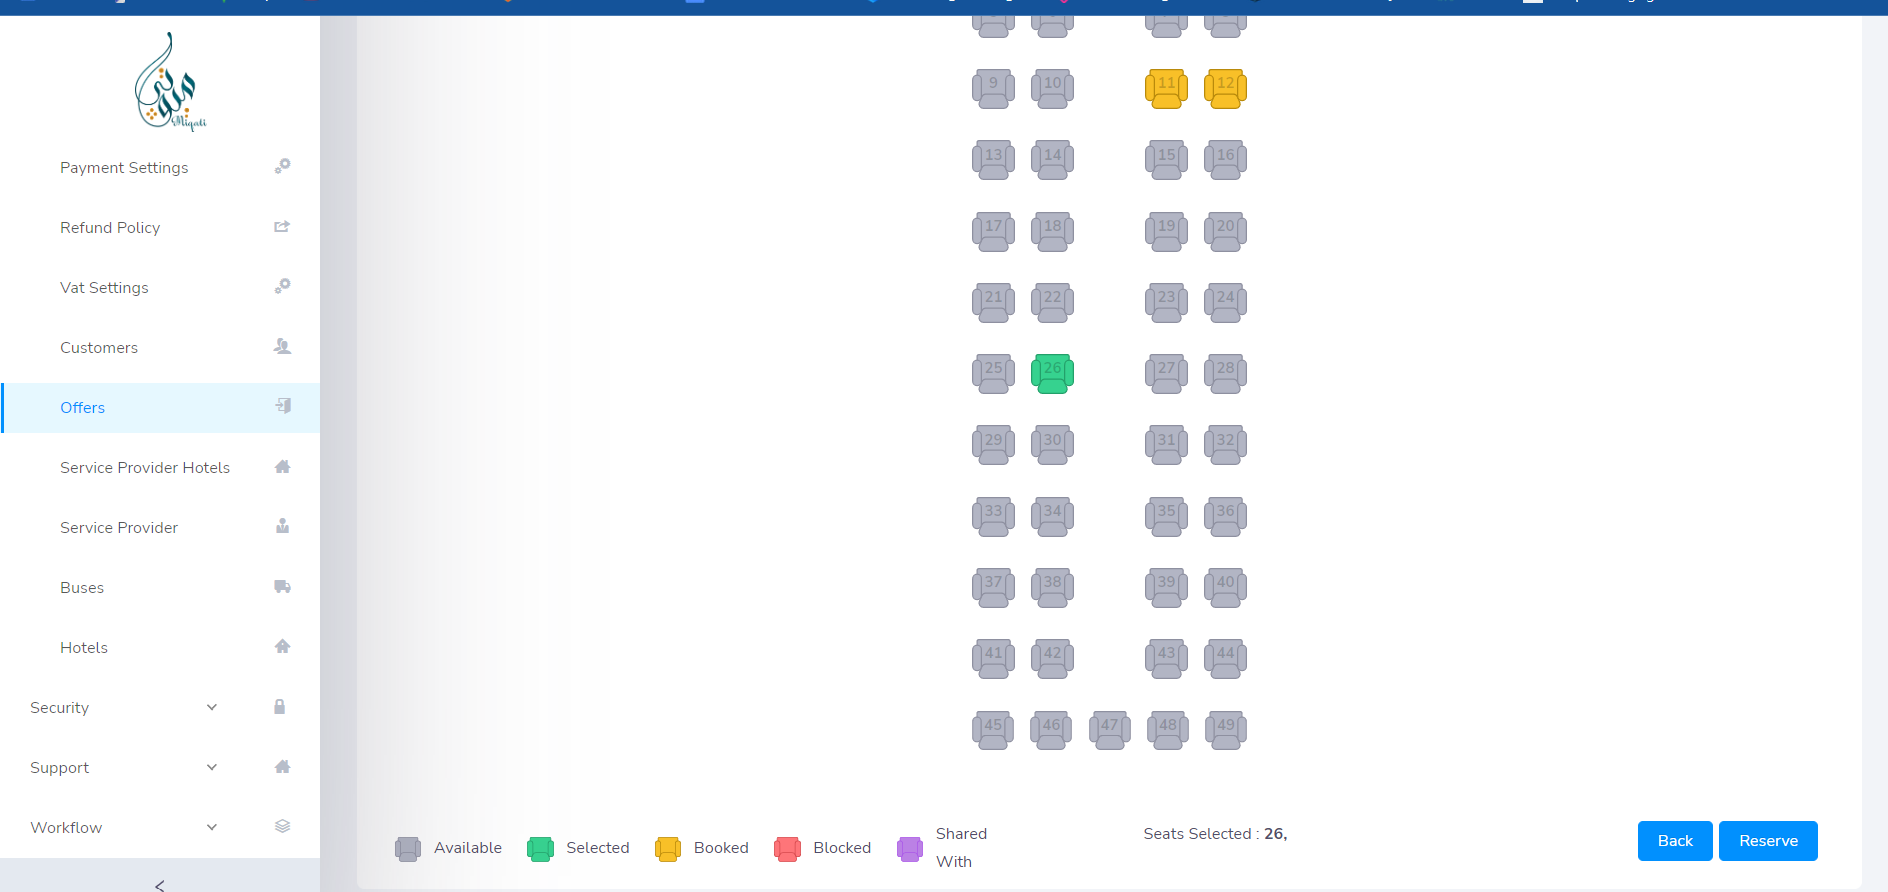 Miqati
Payment Settings
Refund Policy
Vat Settings
Customers
Offers
Service Provider Hotels
Service Provider
Buses
Hotels
Security
Support
Workflow
9 10 11 12
13 14 15 16
17 18 19 20
21 22 23 24
25 26 27 28
29 30 31 32
33 34 35 36
37 38 39 40
41 42 43 44
45 46 47 48 49
Available
Selected
Booked
Blocked
Shared
With
Seats Selected : 26,
Back
Reserve